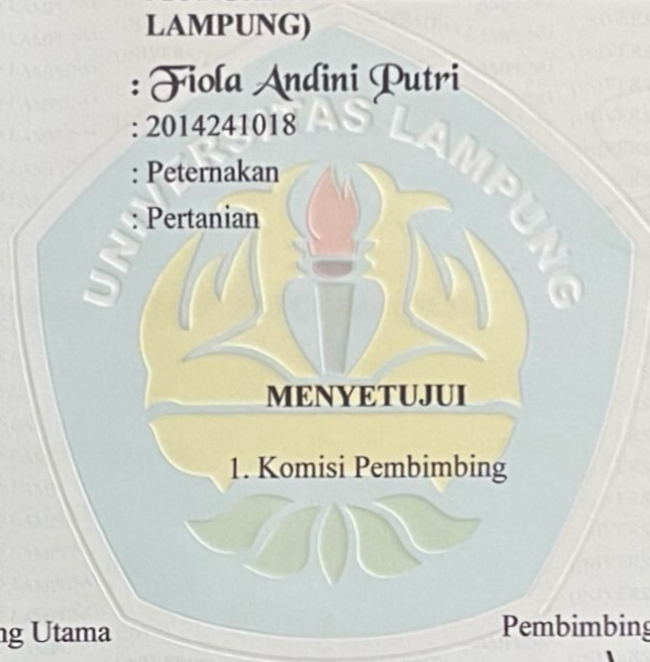 LAMPUNG)
: Fiola Andini Putri
: 2014241018
: Peternakan
: Pertanian
UNIVERSITAS LAMPUNG
MENYETUJUI
1. Komisi Pembimbing
ng Utama
Pembimbing